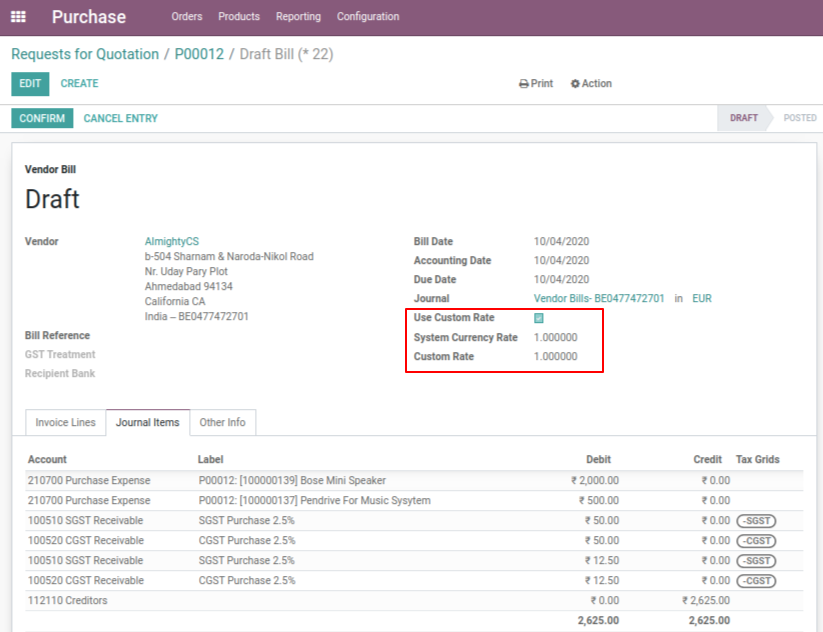 Purchase Orders Products Reporting Configuration
Requests for Quotation / P00012 / Draft Bill (* 22)
EDIT CREATE Print Action
CONFIRM CANCEL ENTRY DRAFT POSTED
Vendor Bill
Draft
Vendor AlmightyCS Bill Date 10/04/2020
b-504 Sharnam & Naroda-Nikol Road Accounting Date 10/04/2020
Nr. Uday Pary Plot Due Date 10/04/2020
Ahmedabad 94134
California CA Journal Vendor Bills- BE0477472701 in EUR
India – BE0477472701 Use Custom Rate
Bill Reference System Currency Rate 1.000000
GST Treatment Custom Rate 1.000000
Recipient Bank
Invoice Lines Journal Items Other Info
Account Label Debit Credit Tax Grids
210700 Purchase Expense P00012: [100000139] Bose Mini Speaker ₹ 2,000.00 ₹ 0.00
210700 Purchase Expense P00012: [100000137] Pendrive For Music Sysytem ₹ 500.00 ₹ 0.00
100510 SGST Receivable SGST Purchase 2.5% ₹ 50.00 ₹ 0.00 -SGST
100520 CGST Receivable CGST Purchase 2.5% ₹ 50.00 ₹ 0.00 -CGST
100510 SGST Receivable SGST Purchase 2.5% ₹ 12.50 ₹ 0.00 -SGST
100520 CGST Receivable CGST Purchase 2.5% ₹ 12.50 ₹ 0.00 -CGST
112110 Creditors ₹ 0.00 ₹ 2,625.00
2,625.00 2,625.00